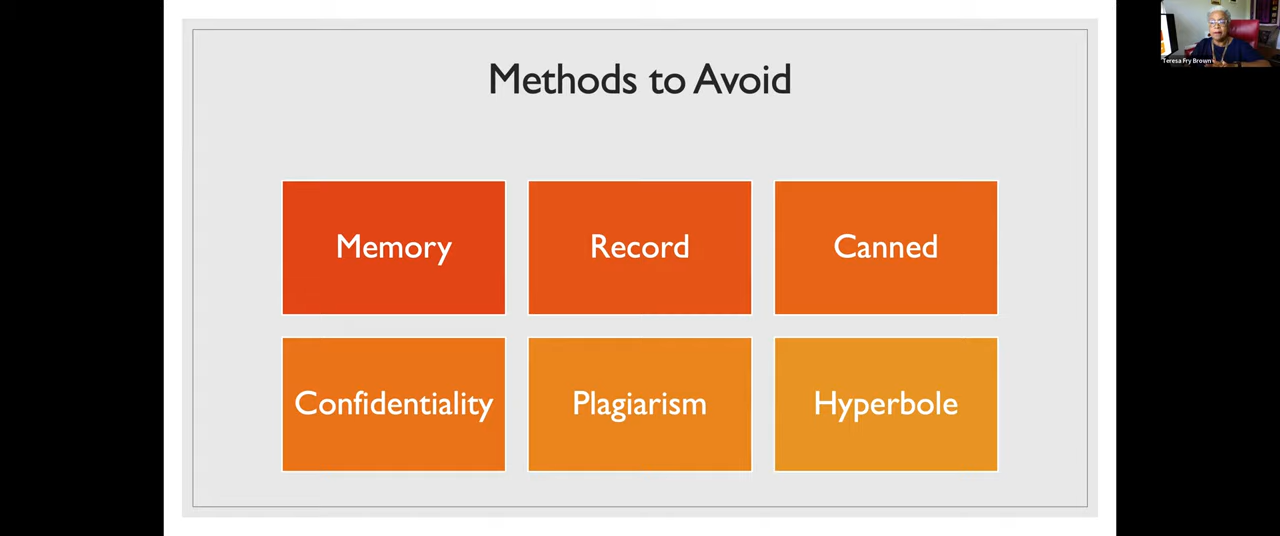 Methods to Avoid
Teresa Fry Brown
Memory
Record
Canned
Confidentiality
Plagiarism
Hyperbole